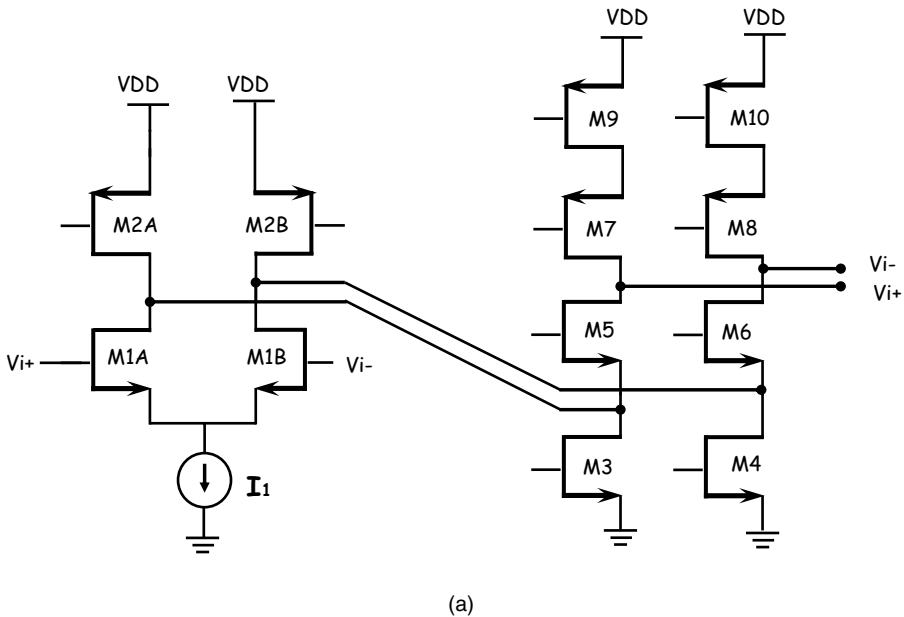 VDD VDD
VDD VDD
M9 M10
M2A M2B M7 M8
Vi-
Vi+
M5 M6
Vi+ M1A M1B Vi-
M3 M4
I1
(a)